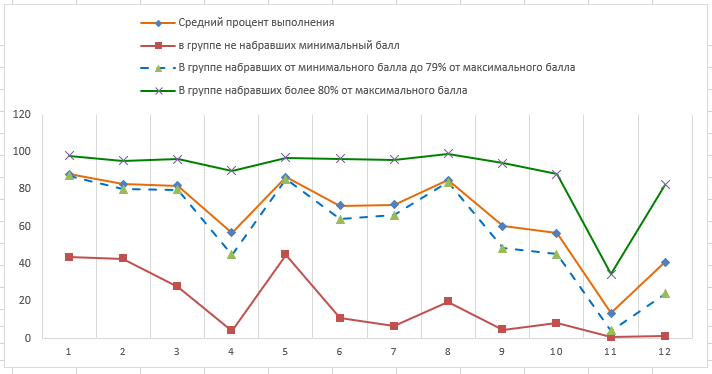 Средний процент выполнения
в группе не набравших минимальный балл
В группе набравших от минимального балла до 79% от максимального балла
В группе набравших более 80% от максимального балла
120
100
80
60
40
20
0
1 2 3 4 5 6 7 8 9 10 11 12